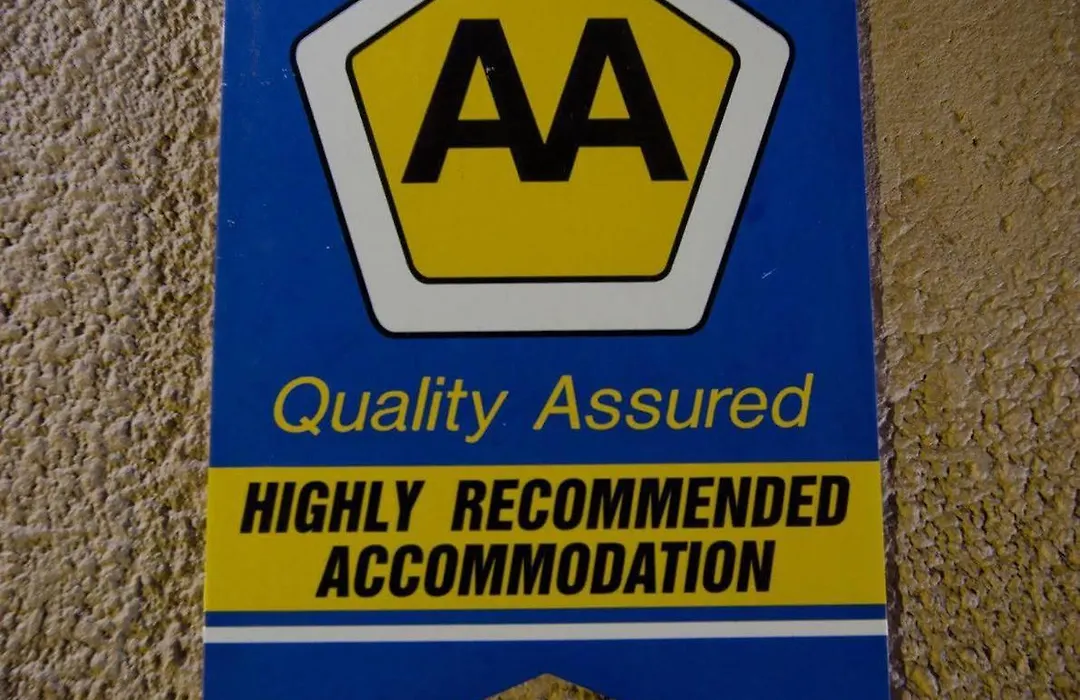 AA
Quality Assured
HIGHLY RECOMMENDED
ACCOMMODATION